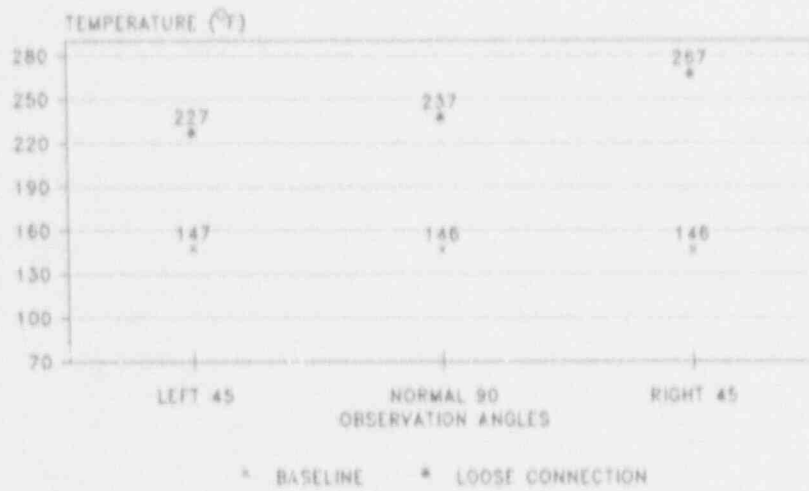 TEMPERATURE (°F)
280
267
250
237
227
220
190
160
147
146
146
130
100
70
LEFT 45
NORMAL 90
RIGHT 45
OBSERVATION ANGLES
× BASELINE * LOOSE CONNECTION